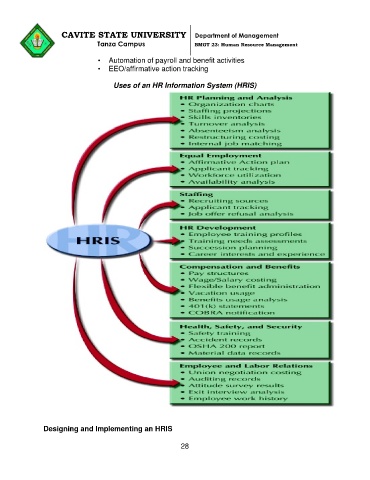 CAVITE STATE UNIVERSITY
Tanza Campus
Department of Management
BMGT 23: Human Resource Management
• Automation of payroll and benefit activities
• EEO/affirmative action tracking
Uses of an HR Information System (HRIS)
HR Planning and Analysis
• Organization charts
• Staffing projections
• Skills inventories
• Turnover analysis
• Absenteeism analysis
• Restructuring costing
• Internal job matching
Equal Employment
• Affirmative Action plan
• Applicant tracking
• Workforce utilization
• Availability analysis
Staffing
• Recruiting sources
• Applicant tracking
• Job offer refusal analysis
HR Development
• Employee training profiles
• Training needs assessments
• Succession planning
• Career interests and experience
HRIS
Compensation and Benefits
• Pay structures
• Wage/Salary costing
• Flexible benefit administration
• Vacation usage
• Benefits usage analysis
• 401(k) statements
• COBRA notification
Health, Safety, and Security
• Safety training
• Accident records
• OSHA 200 report
• Material data records
Employee and Labor Relations
• Union negotiation costing
• Auditing records
• Attitude survey results
• Exit interview analysis
• Employee work history
Designing and Implementing an HRIS
28